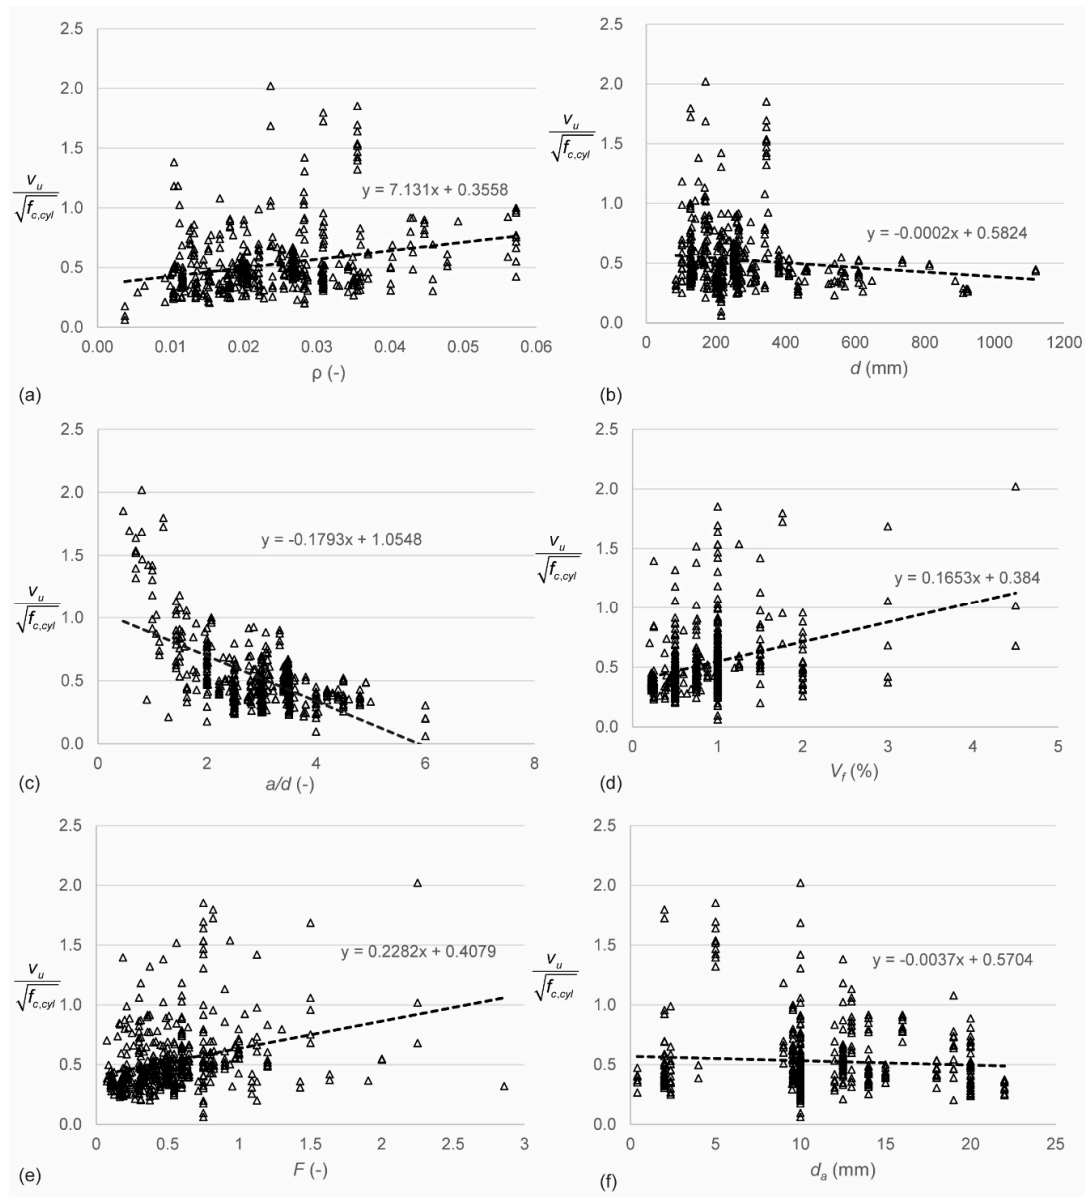 2.5
2.0
1.5
1.0
0.5
0.0
v_u
√f_c,cyl
y = 7.131x + 0.3558
0.00 0.01 0.02 0.03 0.04 0.05 0.06
ρ (-)
(a)
2.5
2.0
1.5
1.0
0.5
0.0
v_u
√f_c,cyl
y = -0.0002x + 0.5824
0 200 400 600 800 1000 1200
d (mm)
(b)
2.5
2.0
1.5
1.0
0.5
0.0
v_u
√f_c,cyl
y = -0.1793x + 1.0548
0 2 4 6 8
a/d (-)
(c)
2.5
2.0
1.5
1.0
0.5
0.0
v_u
√f_c,cyl
y = 0.1653x + 0.384
0 1 2 3 4 5
V_f (%)
(d)
2.5
2.0
1.5
1.0
0.5
0.0
v_u
√f_c,cyl
y = 0.2282x + 0.4079
0 0.5 1 1.5 2 2.5 3
F (-)
(e)
2.5
2.0
1.5
1.0
0.5
0.0
v_u
√f_c,cyl
y = -0.0037x + 0.5704
0 5 10 15 20 25
d_a (mm)
(f)